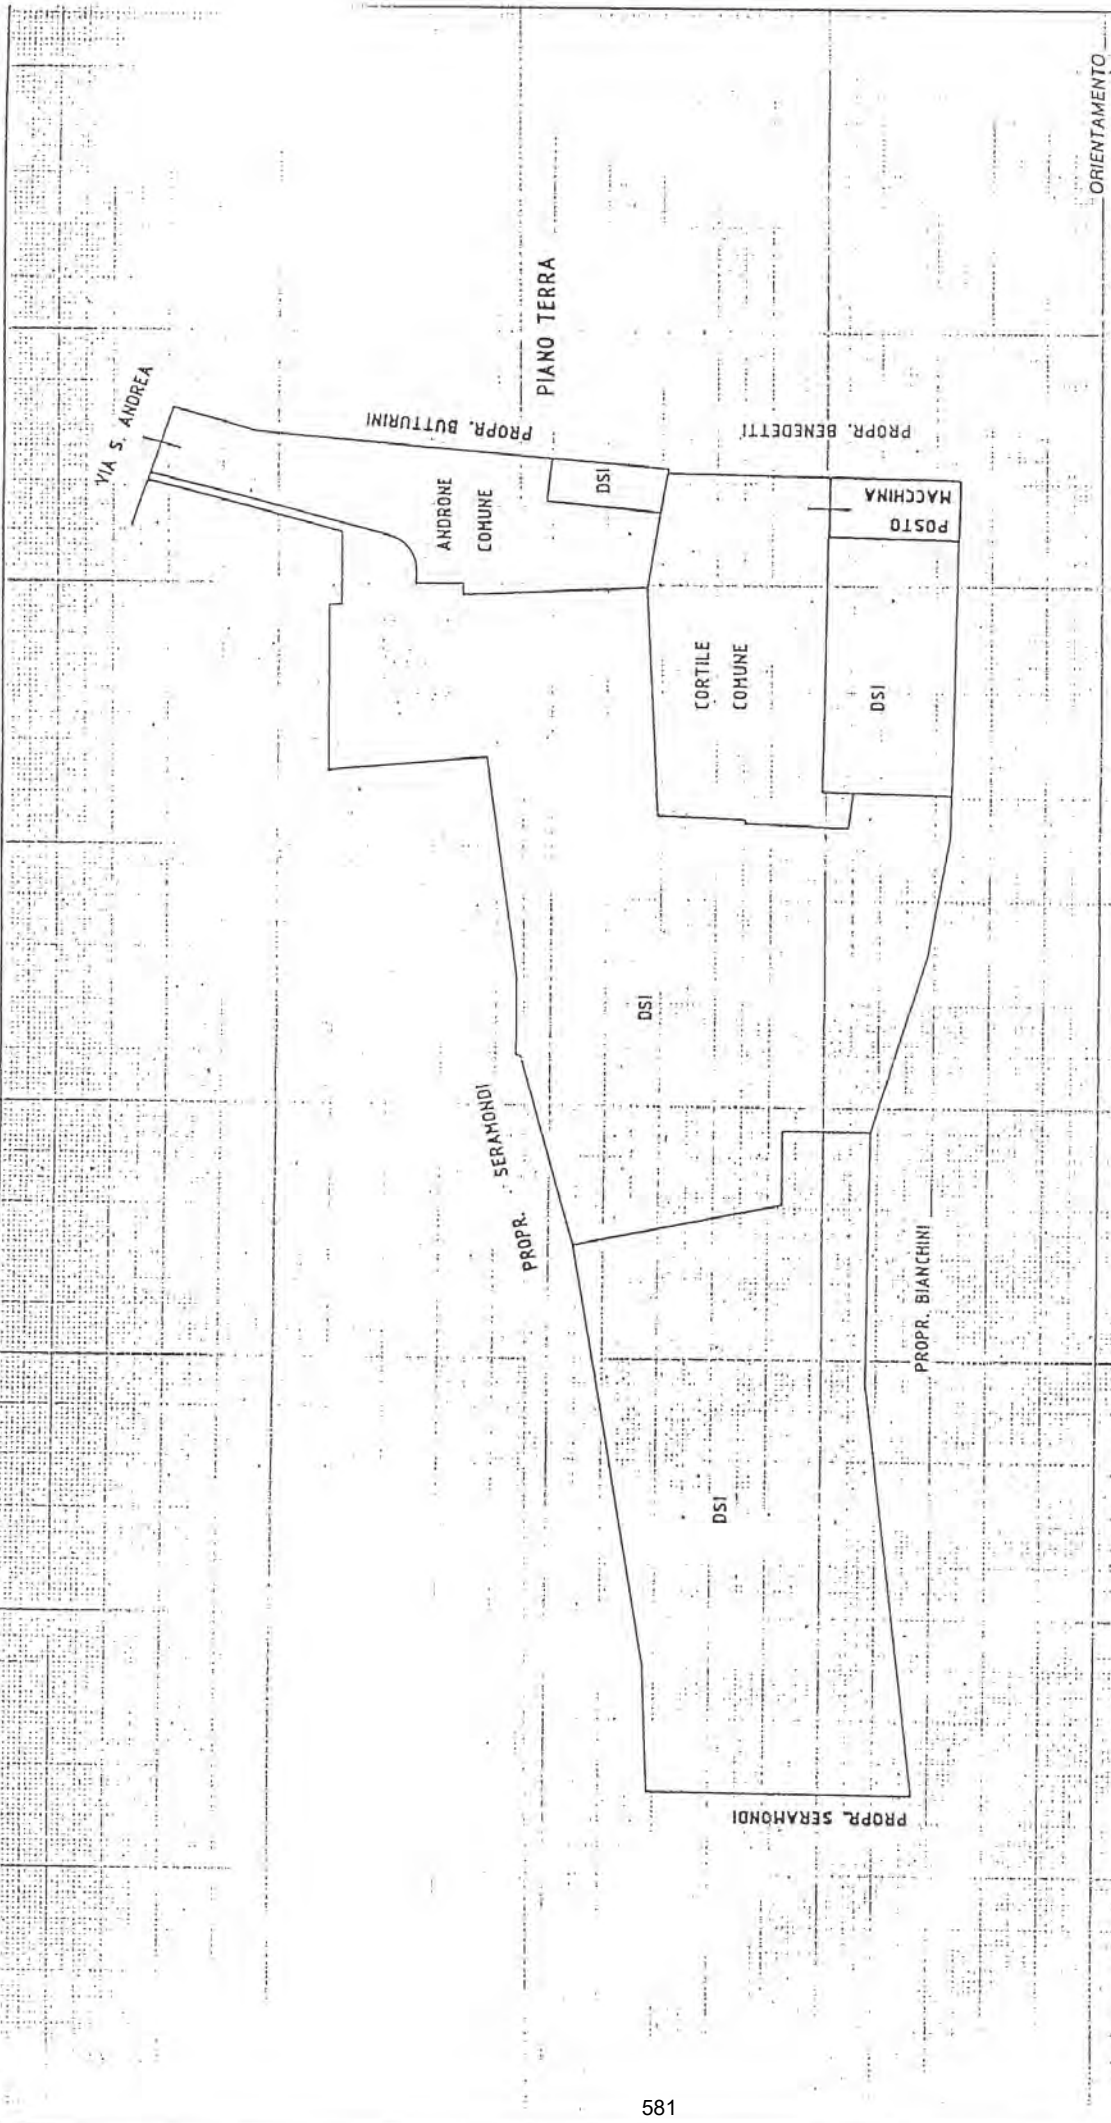 VIA S. ANDREA
PROPR. BUTTURINI
PIANO TERRA
ANDRONE
COMUNE
DSI
PROPR. BENEDETTI
POSTO
MACCHINA
CORTILE
COMUNE
DSI
DSI
PROPR. SERAMONDI
DSI
PROPR. BIANCHINI
PROPR. SERAMONDI
ORIENTAMENTO
581